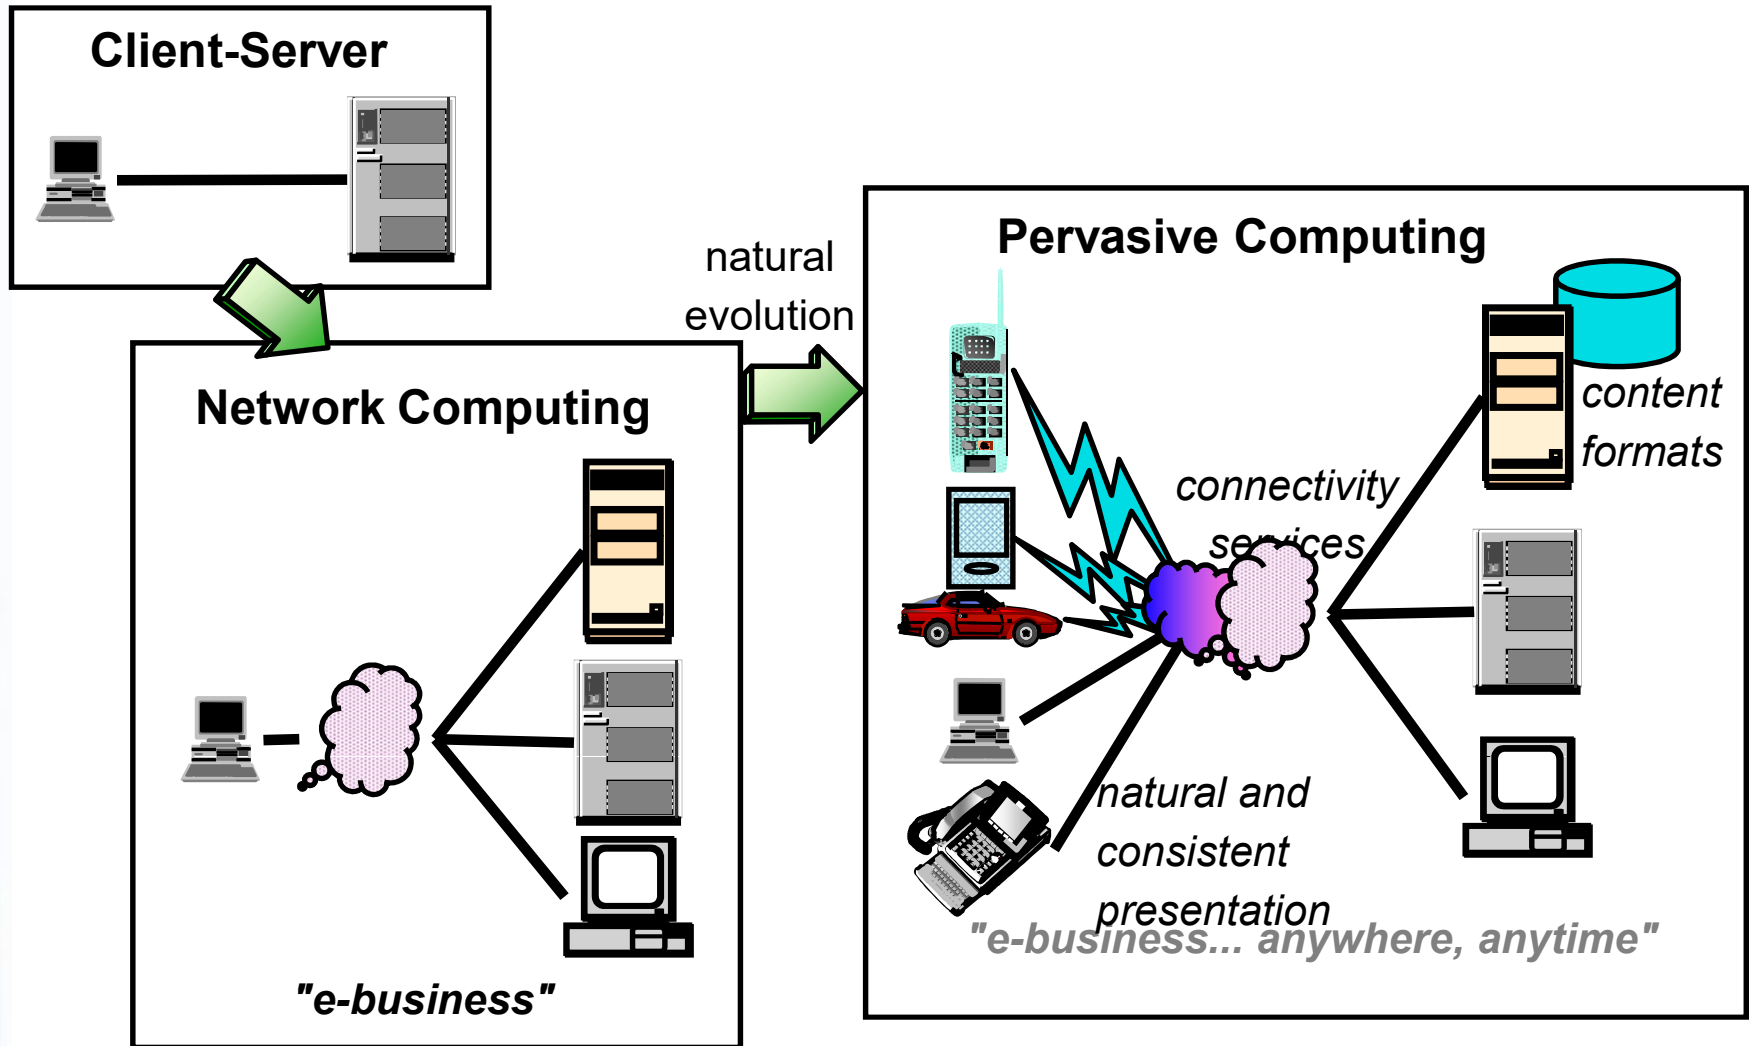 Client-Server
natural
evolution
Network Computing
"e-business"
Pervasive Computing
content
formats
connectivity
services
natural and
consistent
presentation
"e-business... anywhere, anytime"